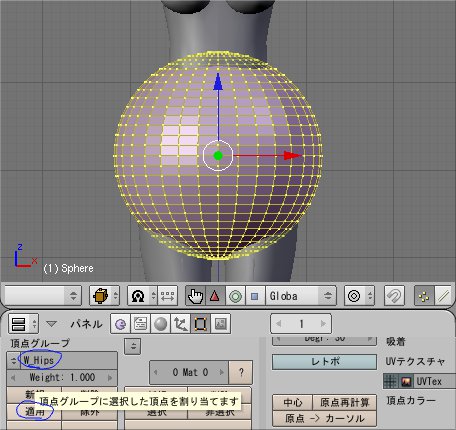 z
x
(1) Sphere
Globa
パネル
1
頂点グループ
W_Hips
Weight: 1.000
新規
適用
除外
頂点グループに選択した頂点を割り当てます
0 Mat 0
?
選択
非選択
Degr: 30
レトポ
中心
原点再計算
原点 -> カーソル
吸着
UVテクスチャ
UVTex
頂点カラー